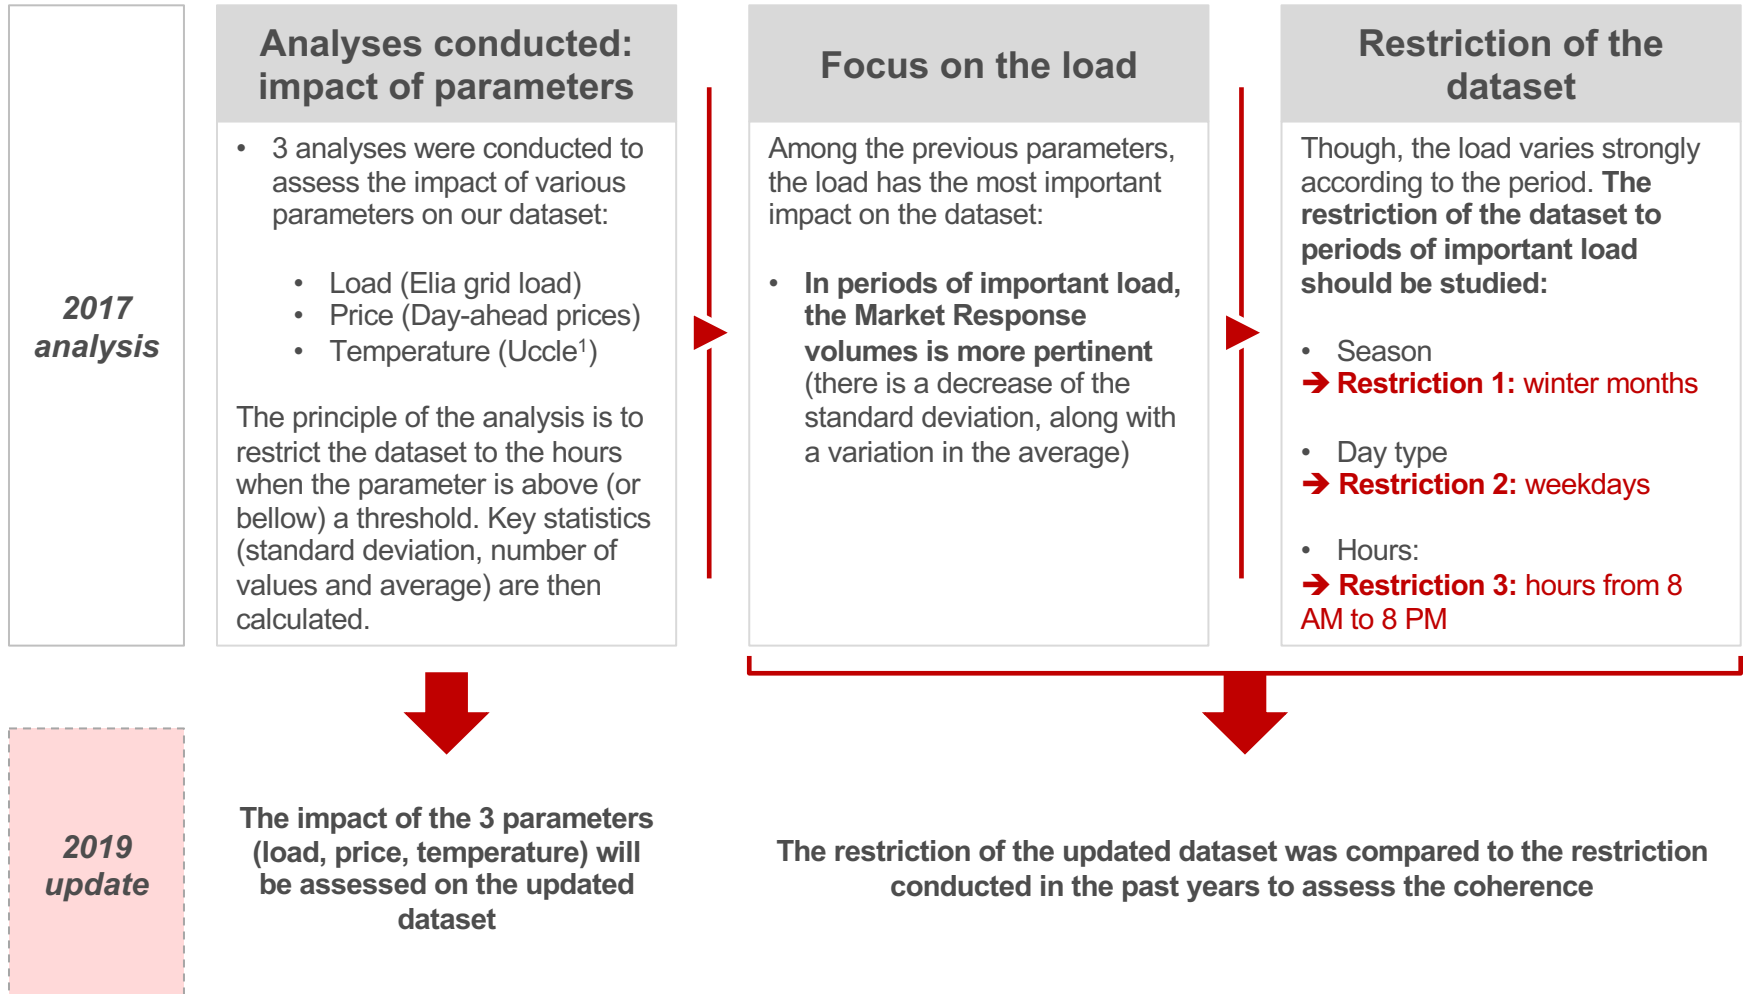 2017
analysis
Analyses conducted:
impact of parameters
• 3 analyses were conducted to
assess the impact of various
parameters on our dataset:
• Load (Elia grid load)
• Price (Day-ahead prices)
• Temperature (Uccle¹)
The principle of the analysis is to
restrict the dataset to the hours
when the parameter is above (or
bellow) a threshold. Key statistics
(standard deviation, number of
values and average) are then
calculated.
Focus on the load
Among the previous parameters,
the load has the most important
impact on the dataset:
• In periods of important load,
the Market Response
volumes is more pertinent
(there is a decrease of the
standard deviation, along with
a variation in the average)
Restriction of the
dataset
Though, the load varies strongly
according to the period. The
restriction of the dataset to
periods of important load
should be studied:
• Season
➔ Restriction 1: winter months
• Day type
➔ Restriction 2: weekdays
• Hours:
➔ Restriction 3: hours from 8
AM to 8 PM
2019
update
The impact of the 3 parameters
(load, price, temperature) will
be assessed on the updated
dataset
The restriction of the updated dataset was compared to the restriction
conducted in the past years to assess the coherence